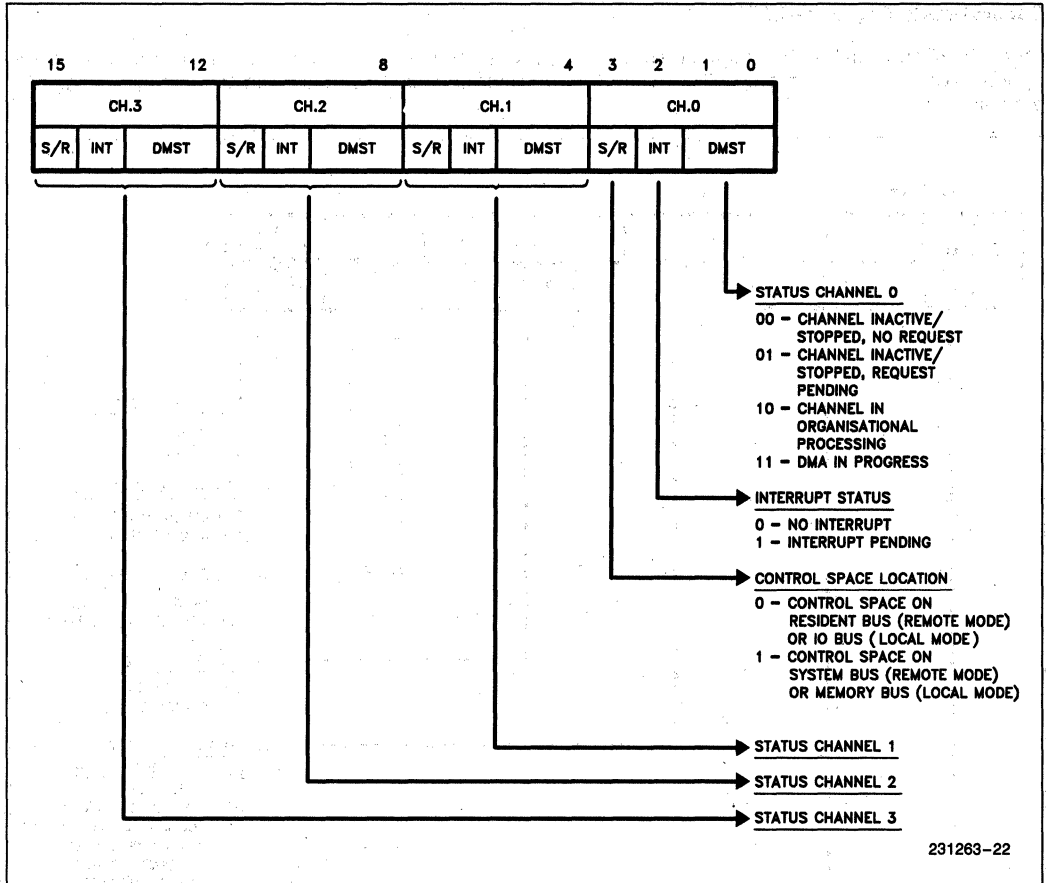 15 12 8 4 3 2 1 0
CH.3 CH.2 CH.1 CH.0
S/R INT DMST S/R INT DMST S/R INT DMST S/R INT DMST
STATUS CHANNEL 0
00 – CHANNEL INACTIVE/
STOPPED, NO REQUEST
01 – CHANNEL INACTIVE/
STOPPED, REQUEST
PENDING
10 – CHANNEL IN
ORGANISATIONAL
PROCESSING
11 – DMA IN PROGRESS
INTERRUPT STATUS
0 – NO INTERRUPT
1 – INTERRUPT PENDING
CONTROL SPACE LOCATION
0 – CONTROL SPACE ON
RESIDENT BUS (REMOTE MODE)
OR IO BUS (LOCAL MODE)
1 – CONTROL SPACE ON
SYSTEM BUS (REMOTE MODE)
OR MEMORY BUS (LOCAL MODE)
STATUS CHANNEL 1
STATUS CHANNEL 2
STATUS CHANNEL 3
231263–22